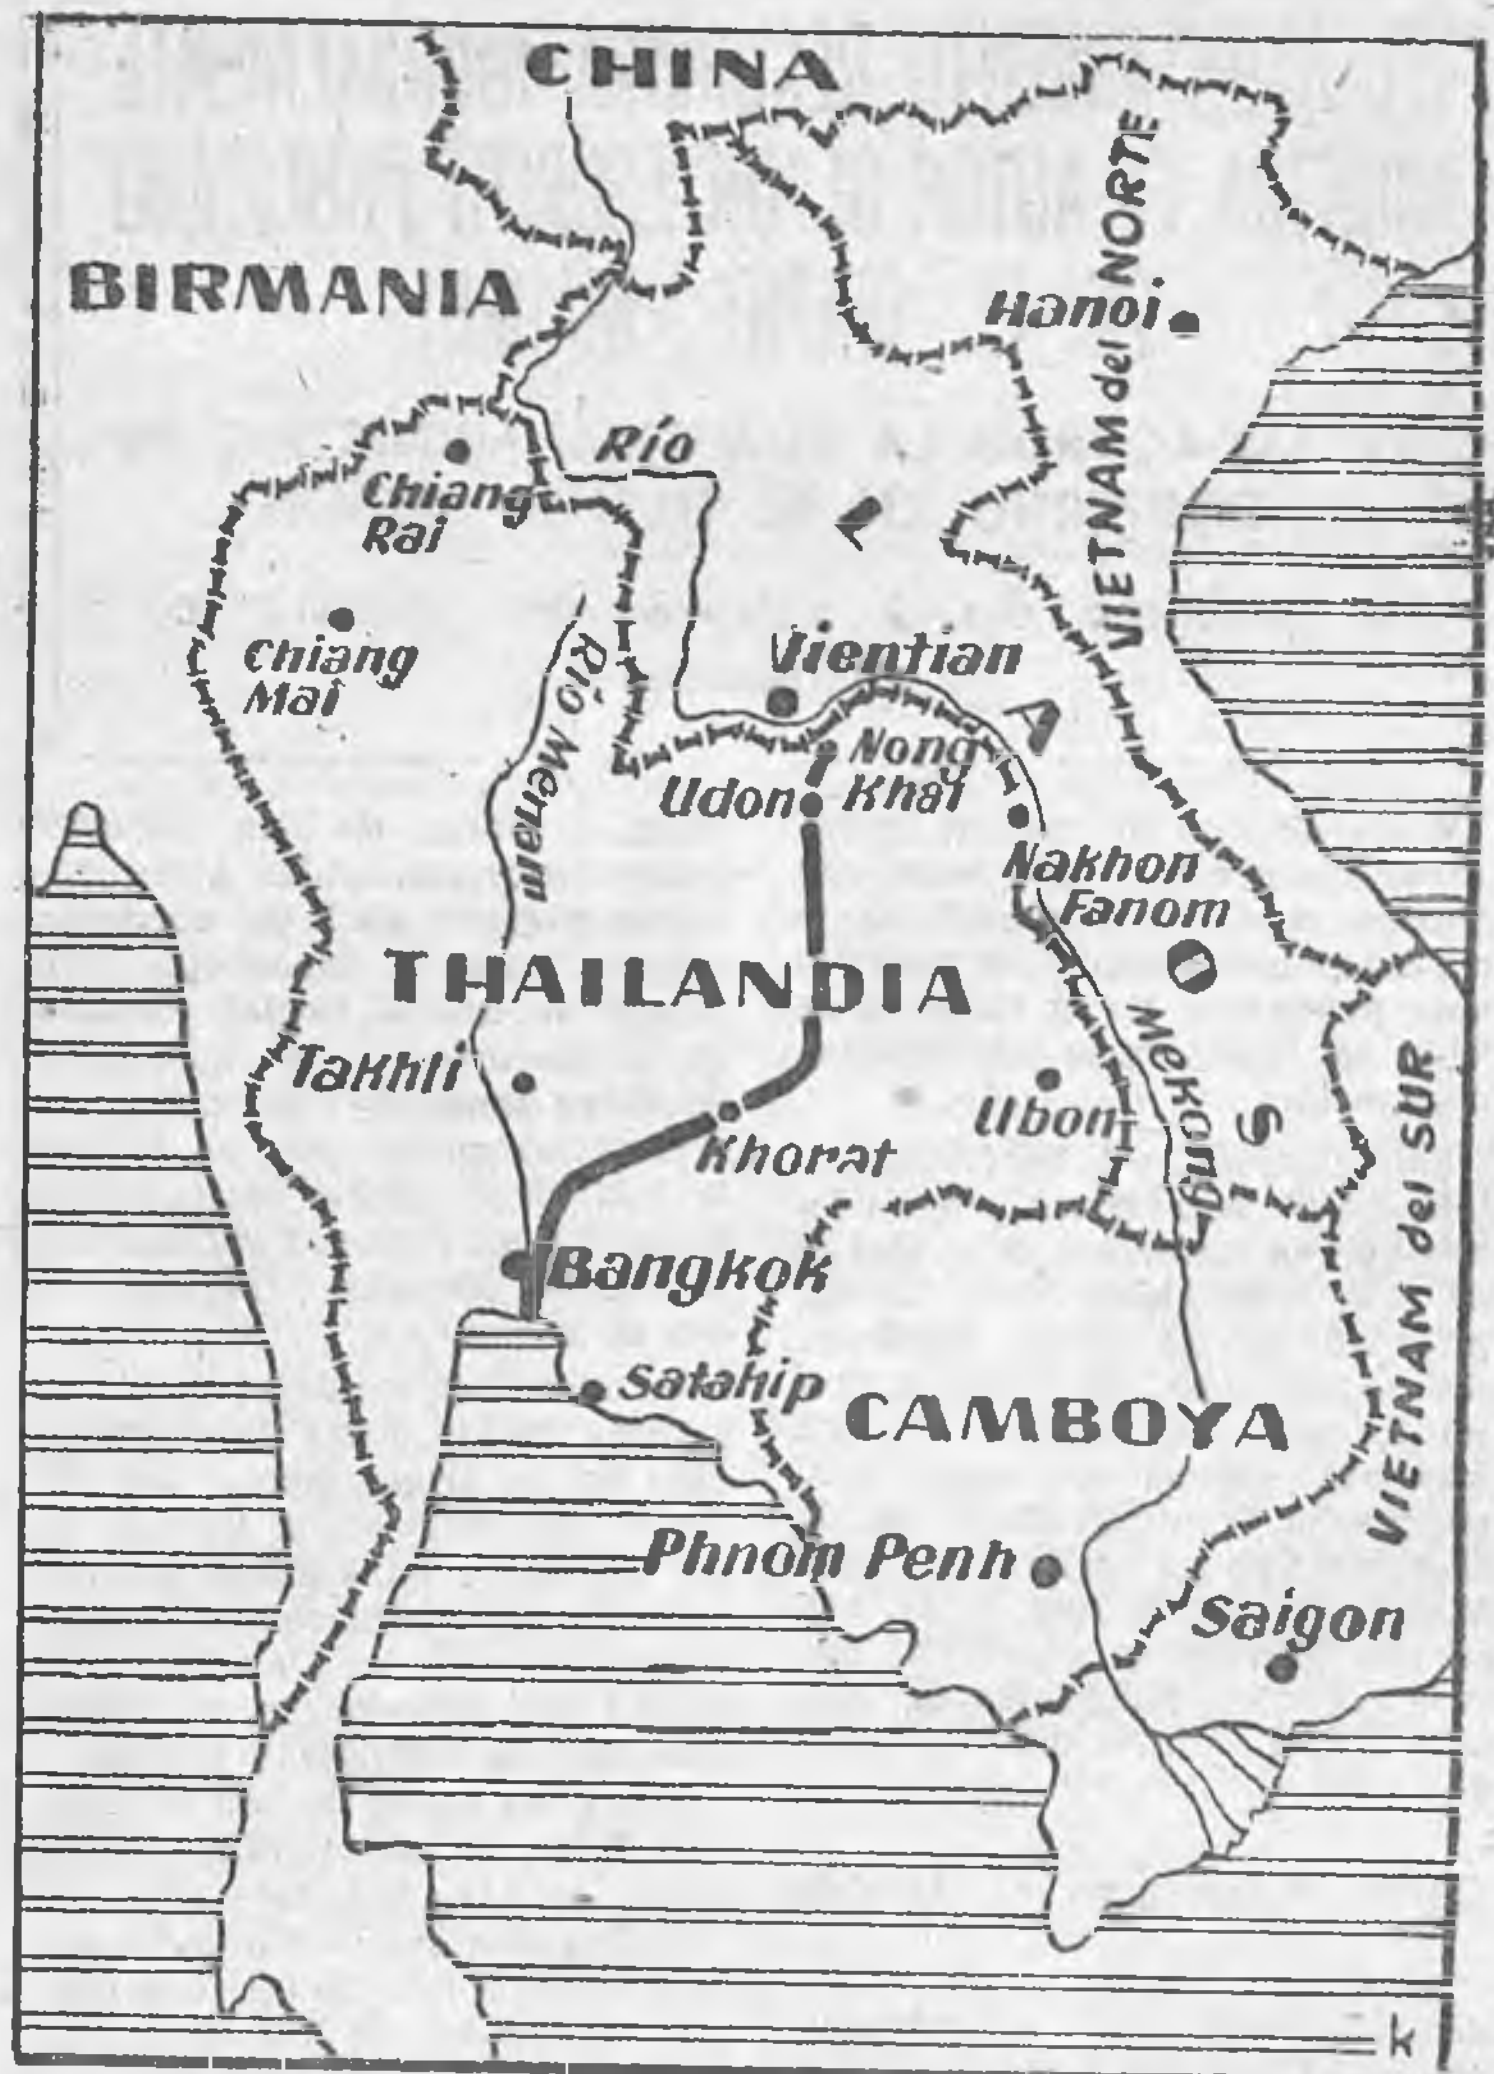 CHINA
VIETNAM del NORTE
BIRMANIA
Hanoi
Río
Chiang
Rai
L
Chiang
Mai
Río Menam
Vientian
A
Nong
Khai
Udon
Nakhon
Fanom
O
THAILANDIA
Mekong
Takhli
Ubon
S
Khorat
VIETNAM del SUR
Bangkok
Satahip
CAMBOYA
Phnom Penh
Saigon
K